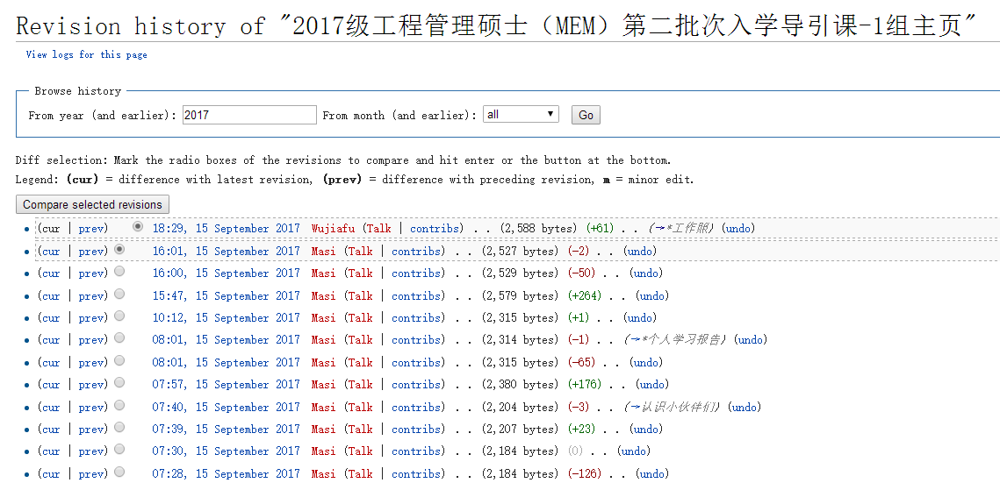 Revision history of "2017级工程管理硕士（MEM）第二批次入学导引课-1组主页"
View logs for this page
Browse history
From year (and earlier): 2017 From month (and earlier): all Go
Diff selection: Mark the radio boxes of the revisions to compare and hit enter or the button at the bottom.
Legend: (cur) = difference with latest revision, (prev) = difference with preceding revision, m = minor edit.
Compare selected revisions
(cur | prev) 18:29, 15 September 2017 Wujiafu (Talk | contribs) . . (2,588 bytes) (+61) . . (→*工作照) (undo)
(cur | prev) 16:01, 15 September 2017 Masi (Talk | contribs) . . (2,527 bytes) (-2) . . (undo)
(cur | prev) 16:00, 15 September 2017 Masi (Talk | contribs) . . (2,529 bytes) (-50) . . (undo)
(cur | prev) 15:47, 15 September 2017 Masi (Talk | contribs) . . (2,579 bytes) (+264) . . (undo)
(cur | prev) 10:12, 15 September 2017 Masi (Talk | contribs) . . (2,315 bytes) (+1) . . (undo)
(cur | prev) 08:01, 15 September 2017 Masi (Talk | contribs) . . (2,314 bytes) (-1) . . (→*个人学习报告) (undo)
(cur | prev) 08:01, 15 September 2017 Masi (Talk | contribs) . . (2,315 bytes) (-65) . . (undo)
(cur | prev) 07:57, 15 September 2017 Masi (Talk | contribs) . . (2,380 bytes) (+176) . . (undo)
(cur | prev) 07:40, 15 September 2017 Masi (Talk | contribs) . . (2,204 bytes) (-3) . . (→认识小伙伴们) (undo)
(cur | prev) 07:39, 15 September 2017 Masi (Talk | contribs) . . (2,207 bytes) (+23) . . (undo)
(cur | prev) 07:30, 15 September 2017 Masi (Talk | contribs) . . (2,184 bytes) (0) . . (undo)
(cur | prev) 07:28, 15 September 2017 Masi (Talk | contribs) . . (2,184 bytes) (-126) . . (undo)